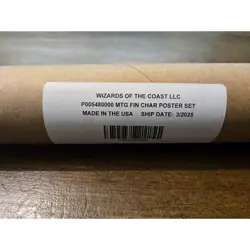 WIZARDS OF THE COAST LLC
P005480000 MTG FIN CHAR POSTER SET
MADE IN THE USA SHIP DATE: 3/2025